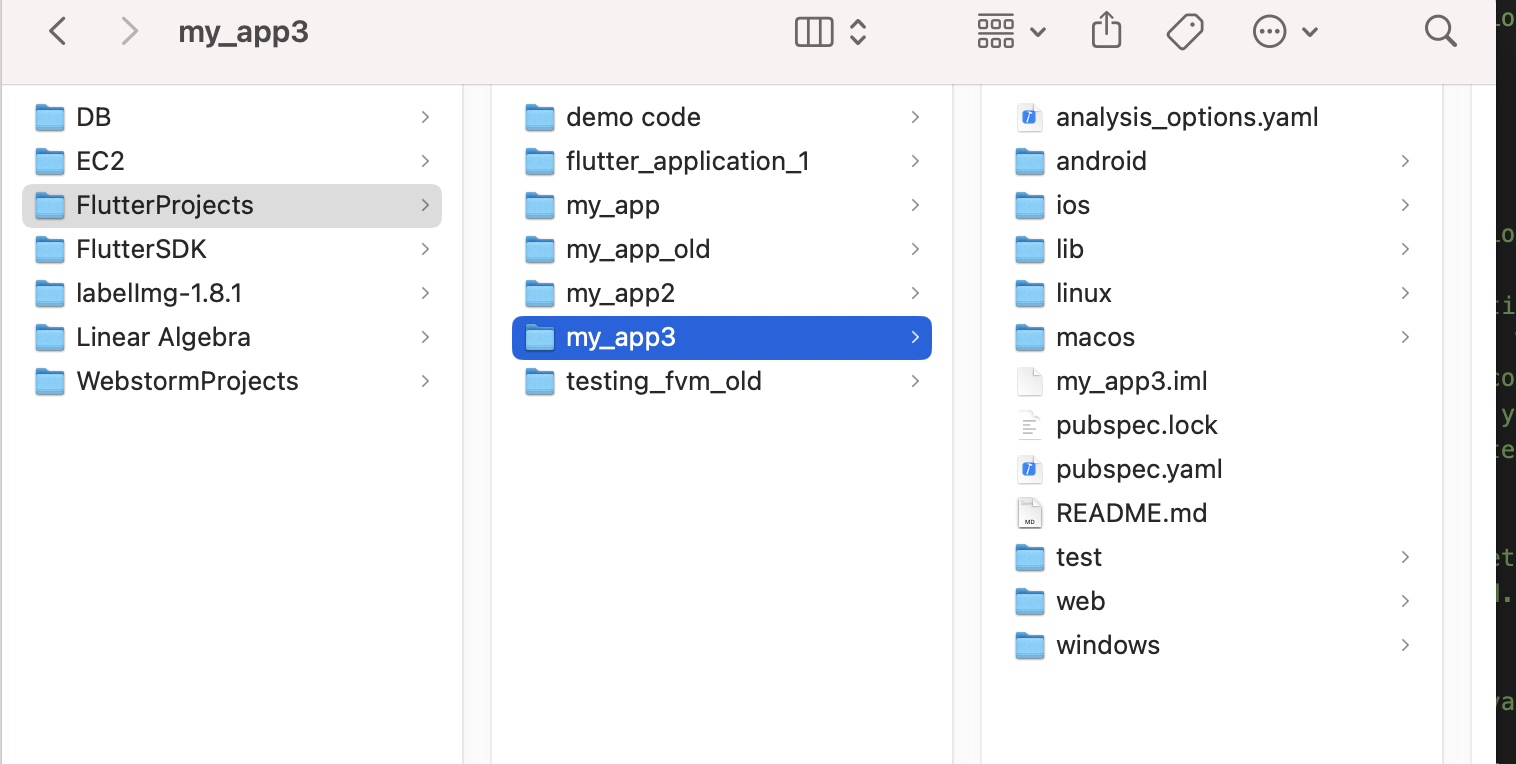 my_app3
DB
EC2
FlutterProjects
FlutterSDK
labelImg-1.8.1
Linear Algebra
WebstormProjects
demo code
flutter_application_1
my_app
my_app_old
my_app2
my_app3
testing_fvm_old
analysis_options.yaml
android
ios
lib
linux
macos
my_app3.iml
pubspec.lock
pubspec.yaml
README.md
test
web
windows
MD